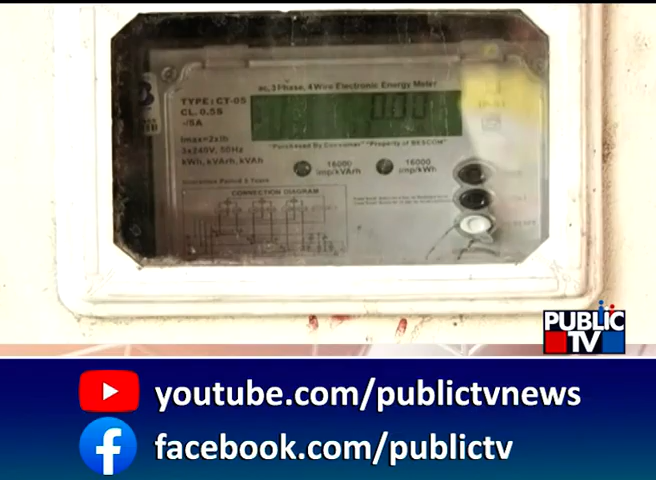 ac, 3 Phase, 4 Wire Electronic Energy Meter
TYPE : CT-05
CL. 0.5S
-/5A
Imax=2xIb
3x240V, 50Hz
kWh, kVArh, kVAh
0.00
"Purchased By Consumer" "Property of BESCOM"
16000
imp/kVArh
16000
imp/kWh
CONNECTION DIAGRAM
PUBLIC
TV
youtube.com/publictvnews
facebook.com/publictv